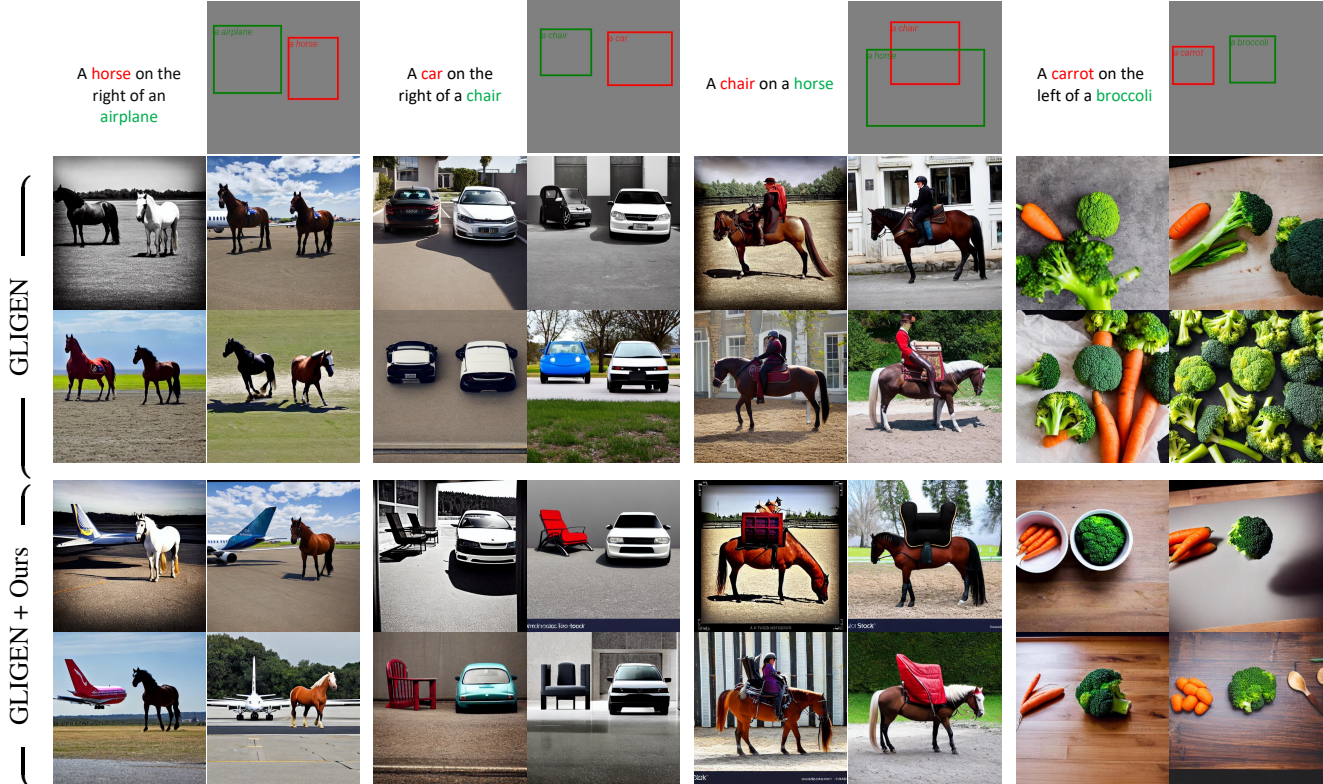 A horse on the
right of an
airplane
a airplane
a horse
A car on the
right of a chair
a chair
a car
A chair on a horse
a chair
a horse
A carrot on the
left of a broccoli
a carrot
a broccoli
GLIGEN
GLIGEN + Ours
Stock